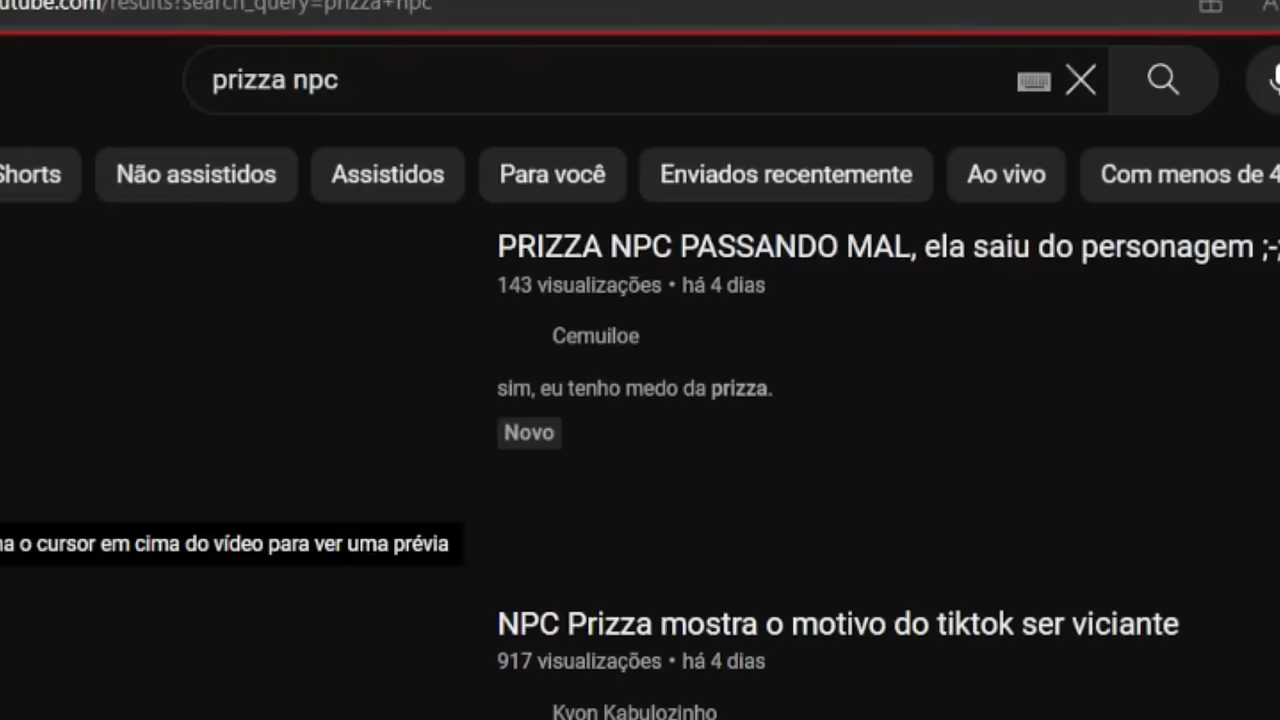 utube.com/results?search_query=prizza+npc
prizza npc
Shorts
Não assistidos
Assistidos
Para você
Enviados recentemente
Ao vivo
Com menos de 4
PRIZZA NPC PASSANDO MAL, ela saiu do personagem ;-;
143 visualizações • há 4 dias
Cemuiloe
sim, eu tenho medo da prizza.
Novo
na o cursor em cima do vídeo para ver uma prévia
NPC Prizza mostra o motivo do tiktok ser viciante
917 visualizações • há 4 dias
Kyon Kabulozinho